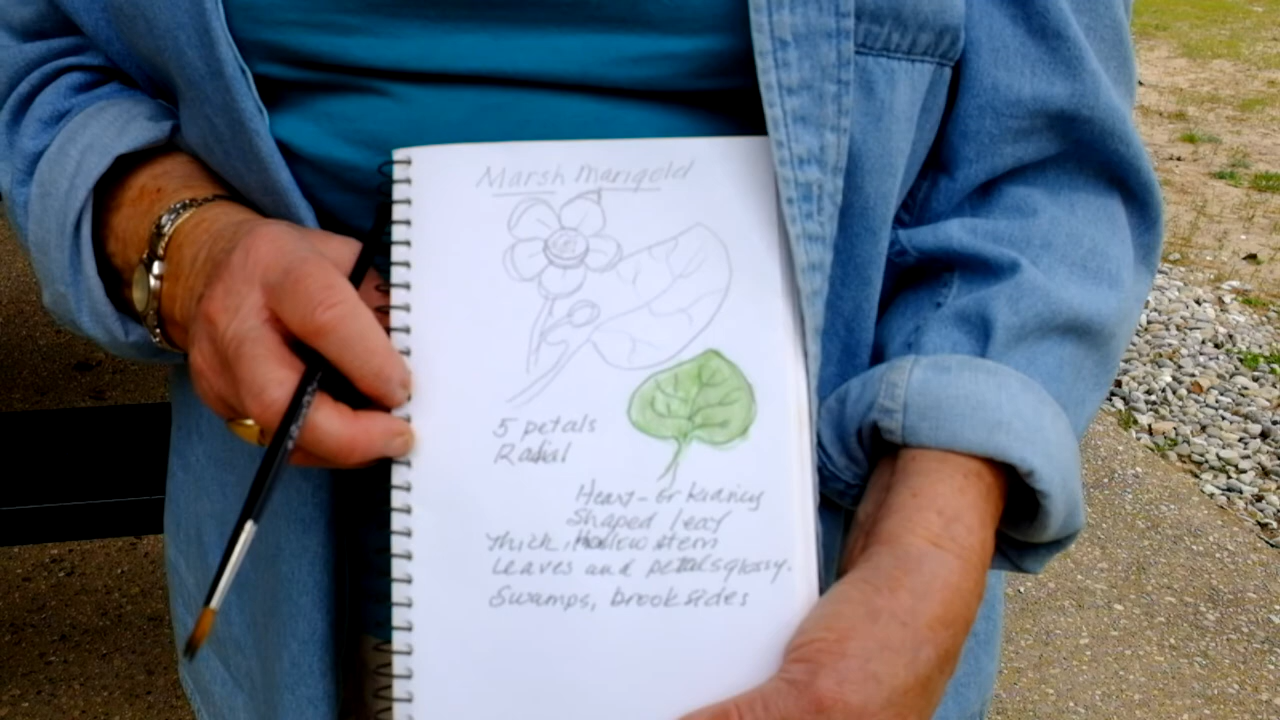 Marsh Marigold
5 petals
Radial
Heart-or kidney
Shaped leaf
Thick, Hollow stem
Leaves and petals glossy.
Swamps, brooksides